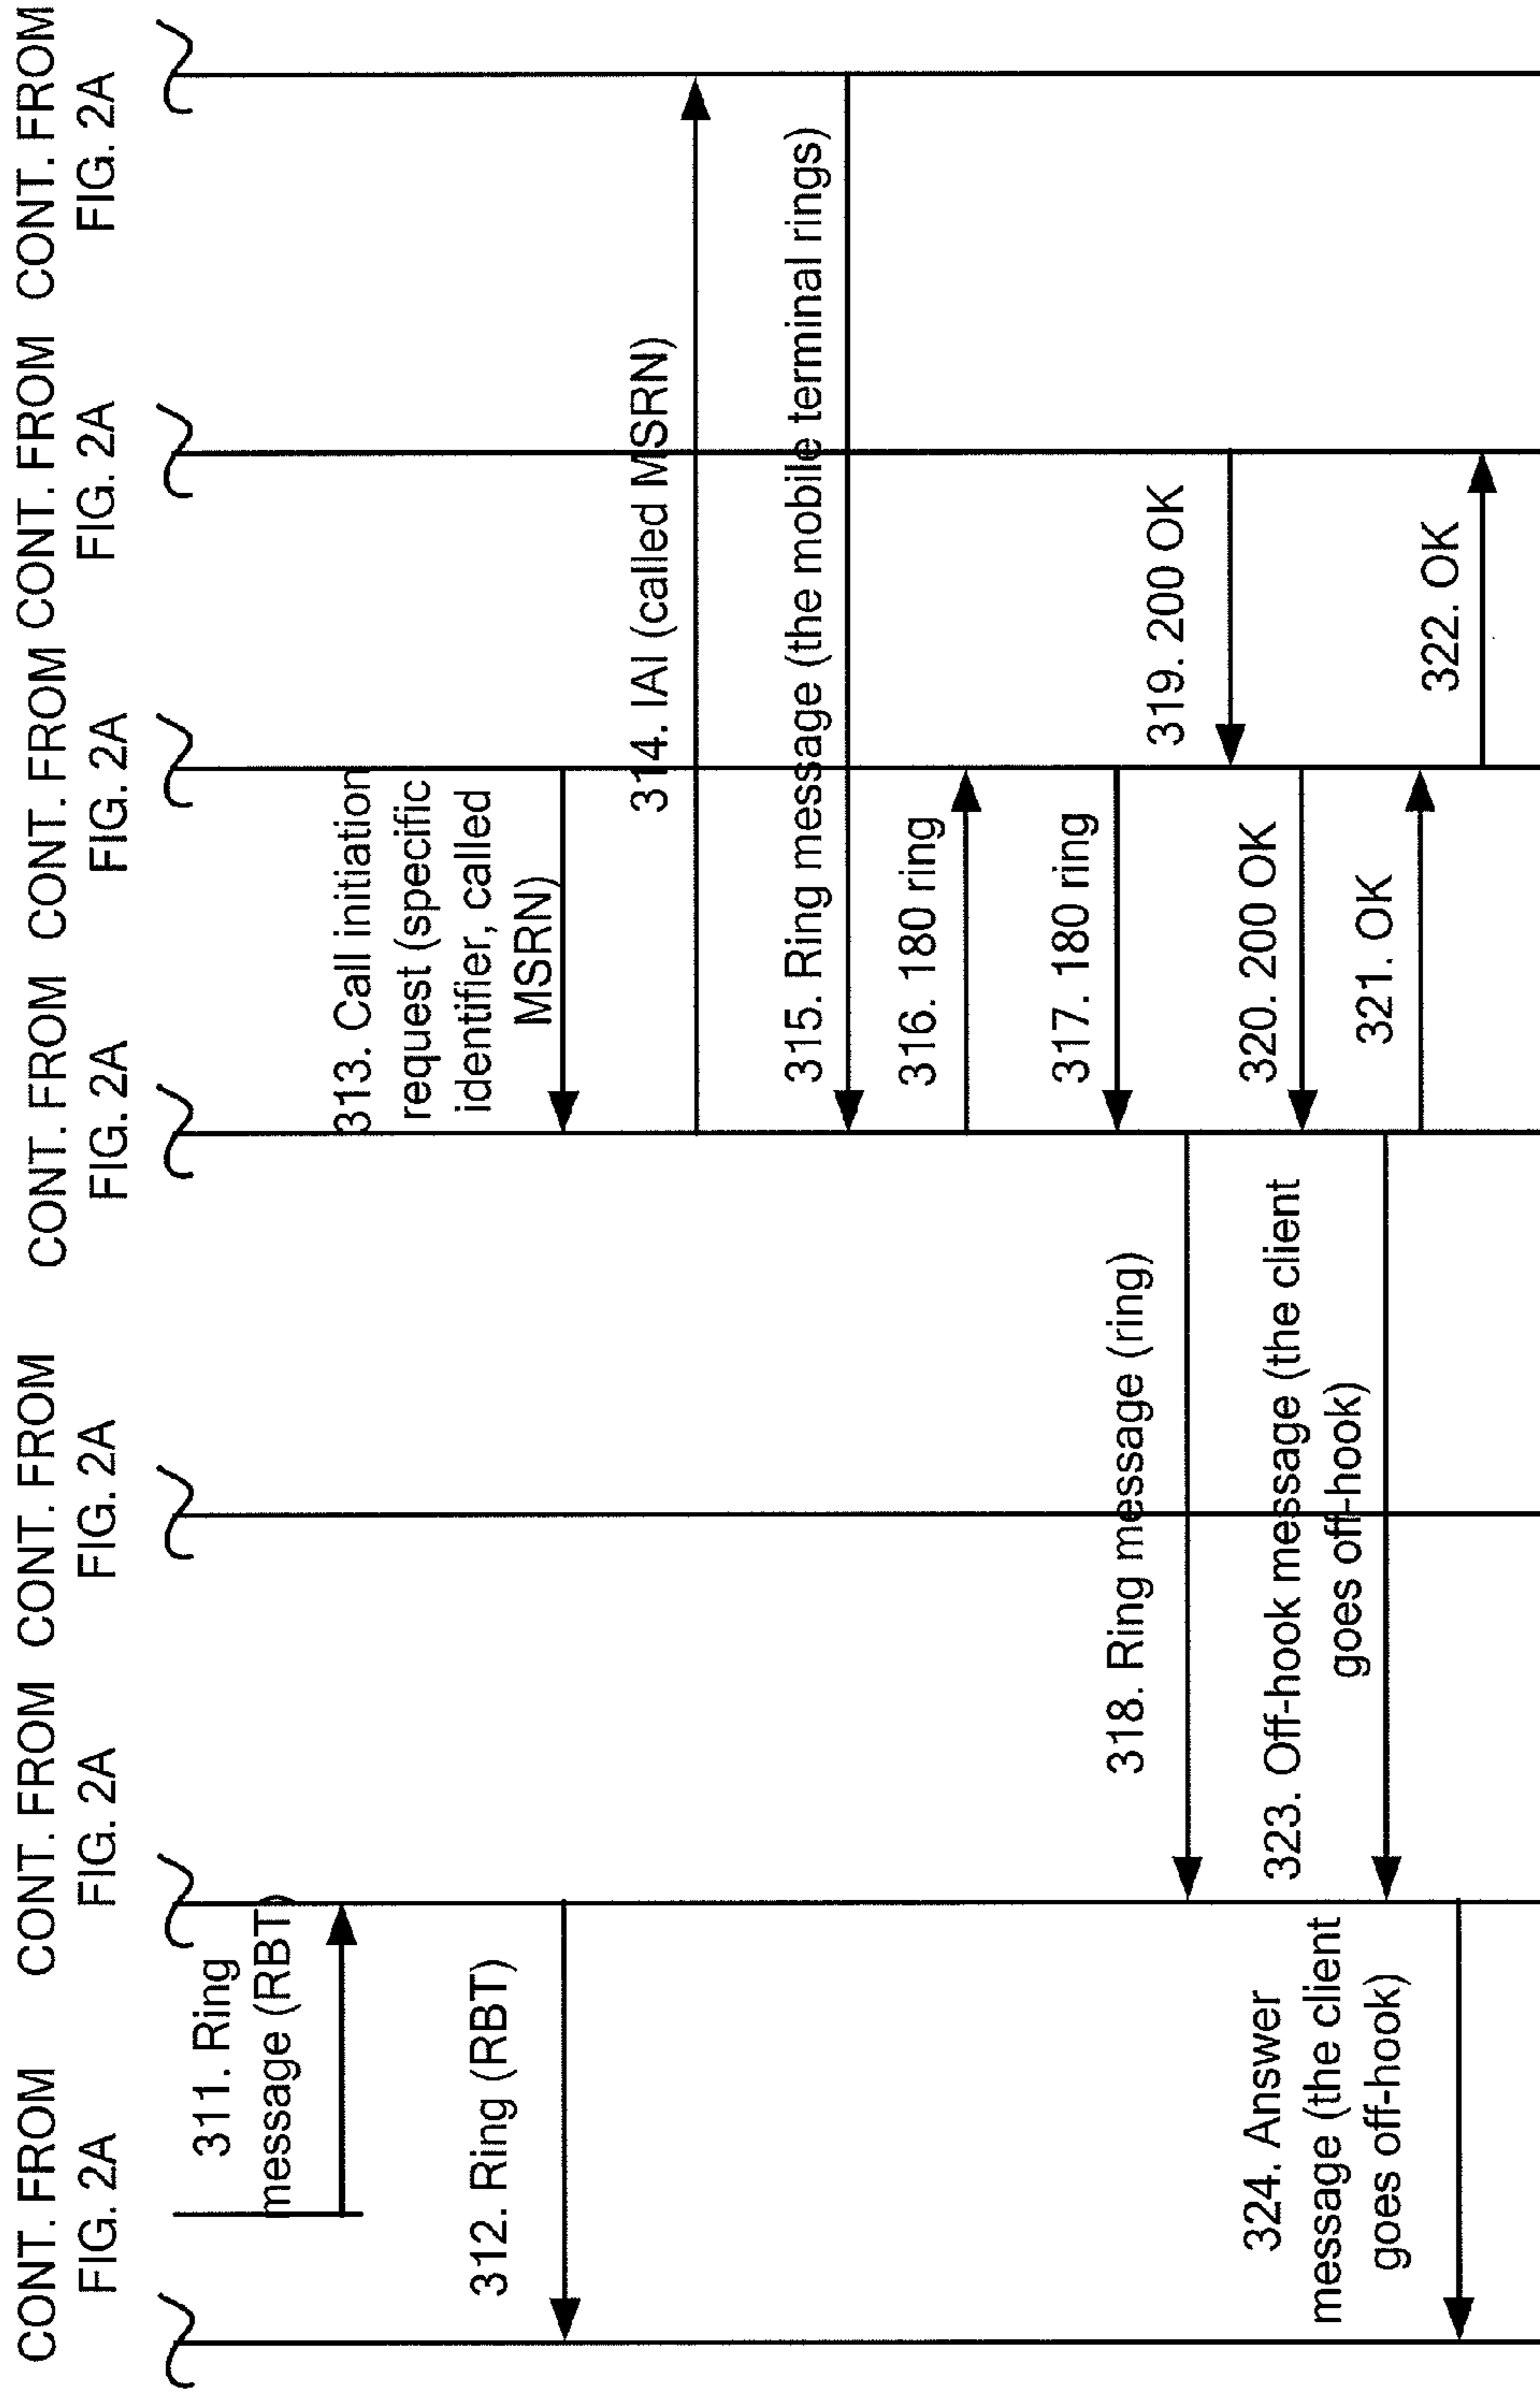 CONT. FROM
FIG. 2A
CONT. FROM
FIG. 2A
CONT. FROM
FIG. 2A
CONT. FROM
FIG. 2A
CONT. FROM
FIG. 2A
CONT. FROM
FIG. 2A
CONT. FROM
FIG. 2A
311. Ring
message (RBT)
312. Ring (RBT)
313. Call initiation
request (specific
identifier, called
MSRN)
314. IAI (called MSRN)
315. Ring message (the mobile terminal rings)
316. 180 ring
317. 180 ring
318. Ring message (ring)
319. 200 OK
320. 200 OK
321. OK
322. OK
323. Off-hook message (the client
goes off-hook)
324. Answer
message (the client
goes off-hook)